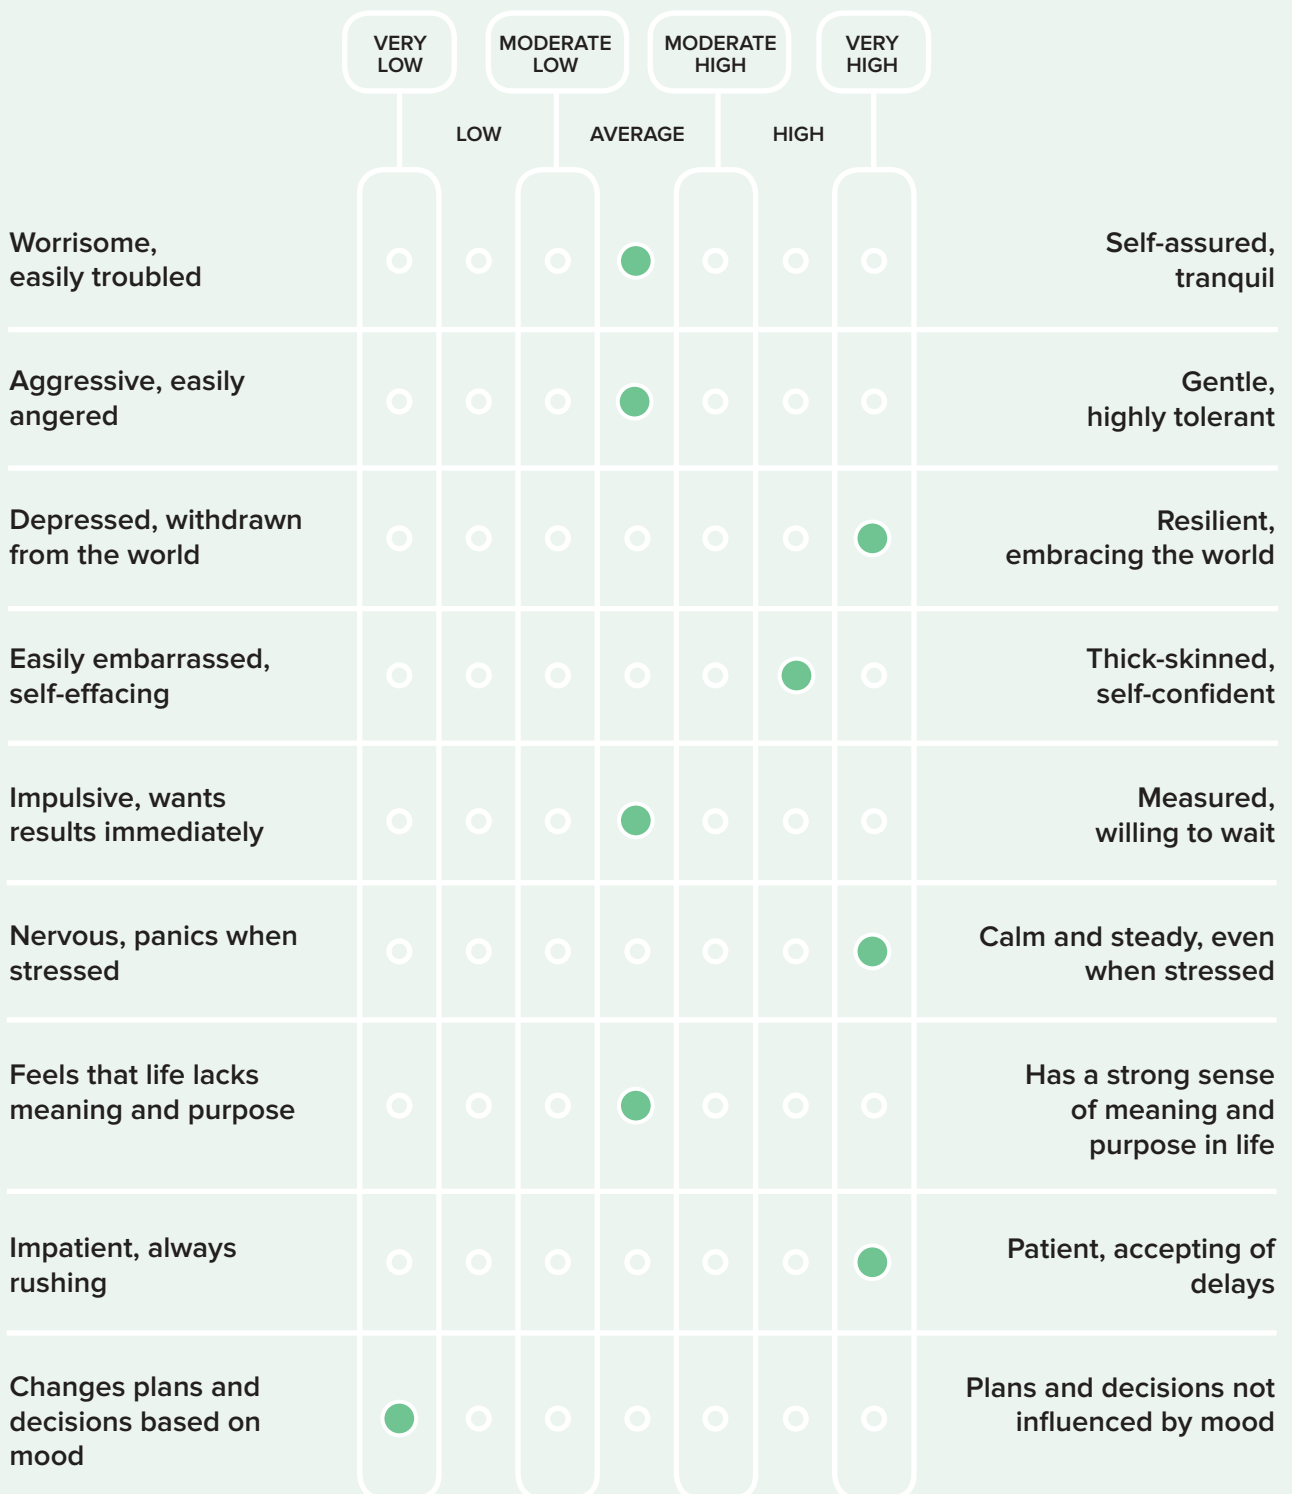 VERY
LOW
MODERATE
LOW
MODERATE
HIGH
VERY
HIGH
LOW
AVERAGE
HIGH
Worrisome,
easily troubled
Self-assured,
tranquil
Aggressive, easily
angered
Gentle,
highly tolerant
Depressed, withdrawn
from the world
Resilient,
embracing the world
Easily embarrassed,
self-effacing
Thick-skinned,
self-confident
Impulsive, wants
results immediately
Measured,
willing to wait
Nervous, panics when
stressed
Calm and steady, even
when stressed
Feels that life lacks
meaning and purpose
Has a strong sense
of meaning and
purpose in life
Impatient, always
rushing
Patient, accepting of
delays
Changes plans and
decisions based on
mood
Plans and decisions not
influenced by mood